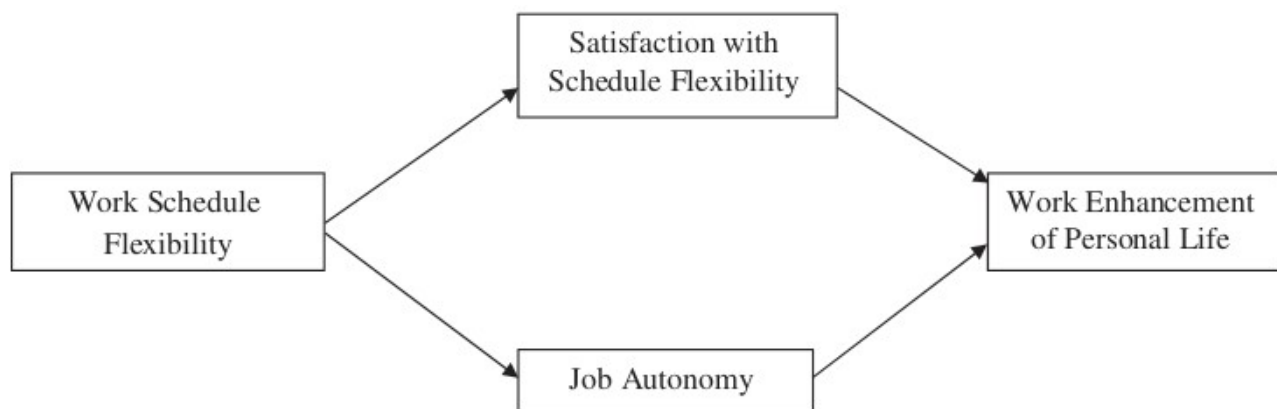 Satisfaction with
Schedule Flexibility
Work Schedule
Flexibility
Work Enhancement
of Personal Life
Job Autonomy